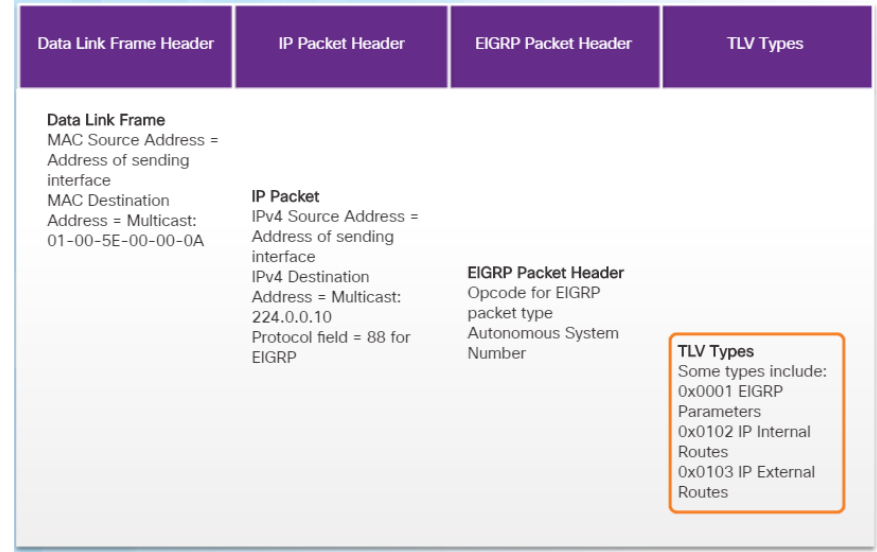 Data Link Frame Header
IP Packet Header
EIGRP Packet Header
TLV Types
Data Link Frame
MAC Source Address =
Address of sending
interface
MAC Destination
Address = Multicast:
01-00-5E-00-00-0A
IP Packet
IPv4 Source Address =
Address of sending
interface
IPv4 Destination
Address = Multicast:
224.0.0.10
Protocol field = 88 for
EIGRP
EIGRP Packet Header
Opcode for EIGRP
packet type
Autonomous System
Number
TLV Types
Some types include:
0x0001 EIGRP
Parameters
0x0102 IP Internal
Routes
0x0103 IP External
Routes